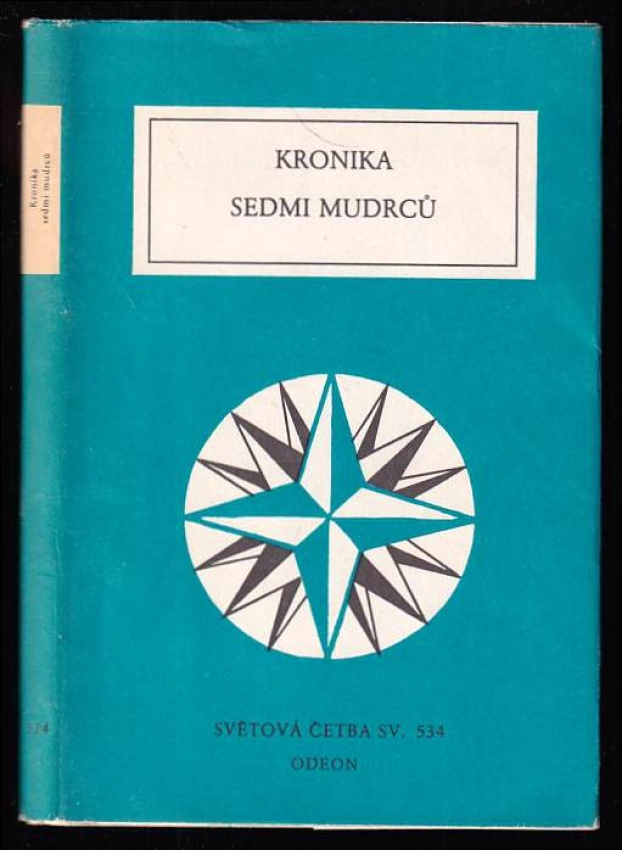 Kronika
sedmi mudrců
KRONIKA
SEDMI MUDRCŮ
SVĚTOVÁ ČETBA SV. 534
ODEON
534